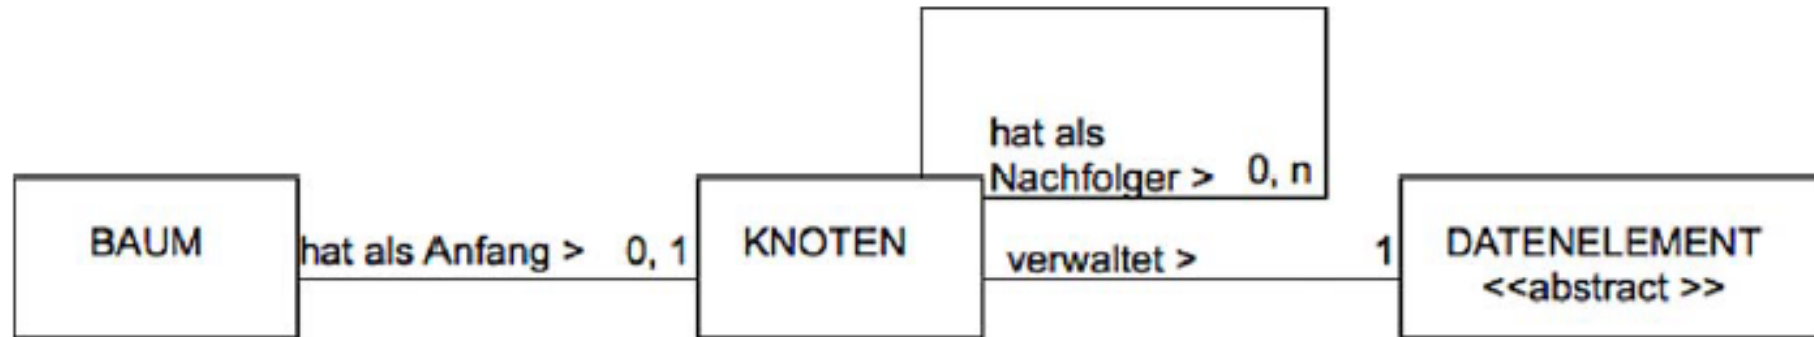 hat als
Nachfolger > 0, n
BAUM
hat als Anfang > 0, 1
KNOTEN
verwaltet > 1
DATENELEMENT
<<abstract >>